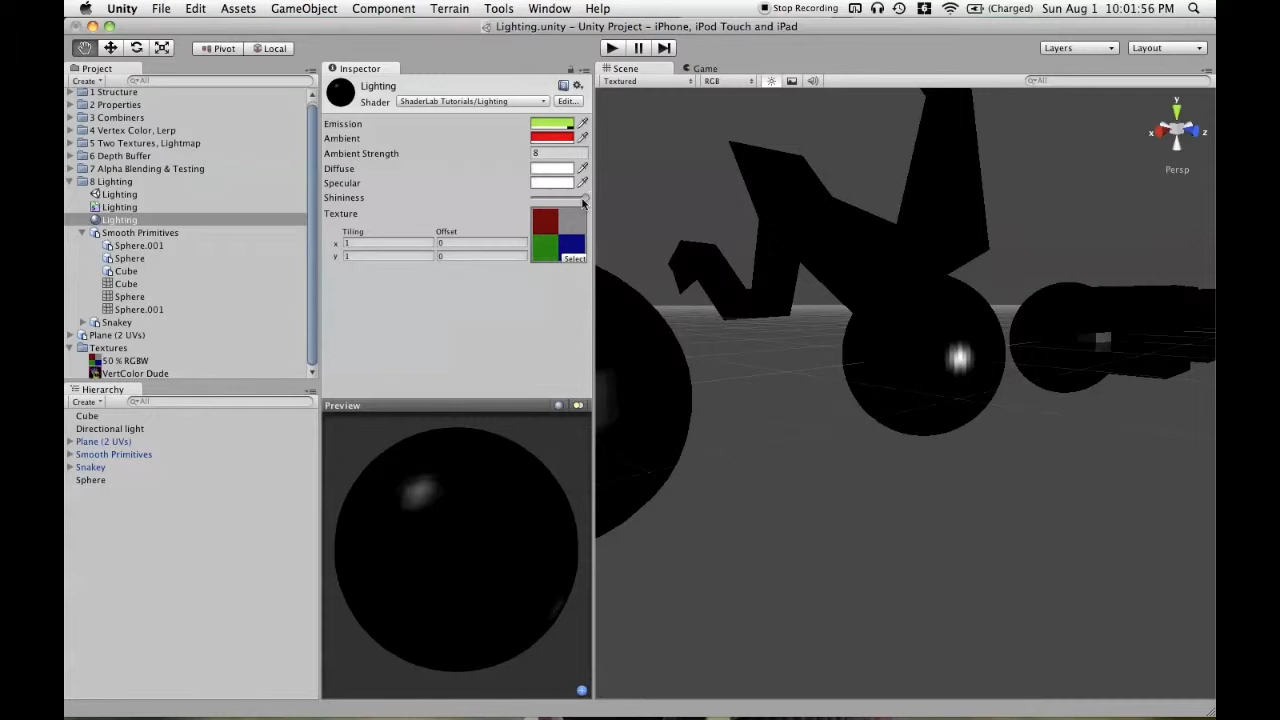 Unity File Edit Assets GameObject Component Terrain Tools Window Help Stop Recording (Charged) Sun Aug 1 10:01:56 PM
Lighting.unity - Unity Project - iPhone, iPod Touch and iPad
Pivot Local Layers Layout
Project
Create All
1 Structure
2 Properties
3 Combiners
4 Vertex Color, Lerp
5 Two Textures, Lightmap
6 Depth Buffer
7 Alpha Blending & Testing
8 Lighting
Lighting
Lighting
Lighting
Smooth Primitives
Sphere.001
Sphere
Cube
Cube
Sphere
Sphere.001
Snakey
Plane (2 UVs)
Textures
50 % RGBW
VertColor Dude
Hierarchy
Create All
Cube
Directional light
Plane (2 UVs)
Smooth Primitives
Snakey
Sphere
Inspector
Lighting
Shader ShaderLab Tutorials/Lighting Edit...
Emission
Ambient
Ambient Strength 8
Diffuse
Specular
Shininess
Texture
Tiling Offset
x 1 0
y 1 0
Select
Preview
Scene Game
Textured RGB All
y
x z
Persp